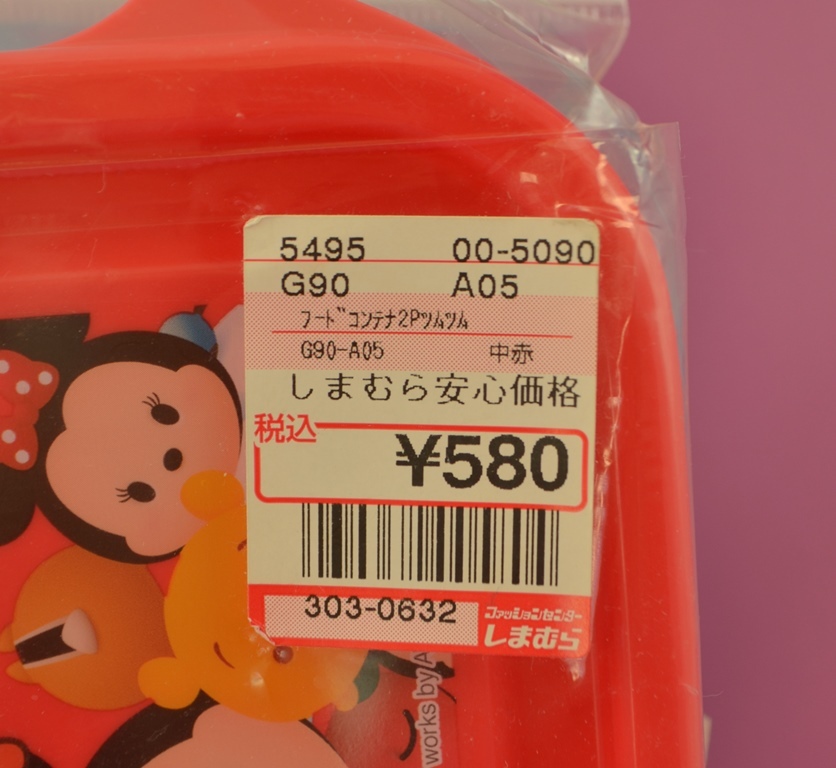 5495 00-5090
G90 A05
ﾌｰﾄﾞｺﾝﾃﾅ2Pﾂﾑﾂﾑ
G90-A05 中赤
しまむら安心価格
税込
¥580
303-0632
ファッションセンター
しまむら
works by A